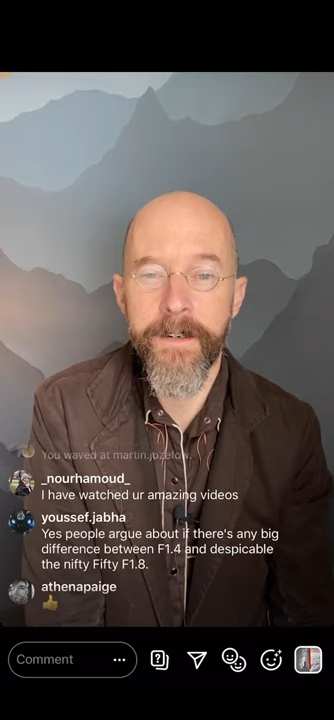 You waved at martin.jozefow.
_nourhamoud_
I have watched ur amazing videos
youssef.jabha
Yes people argue about if there's any big
difference between F1.4 and despicable
the nifty Fifty F1.8.
athenapaige
Comment